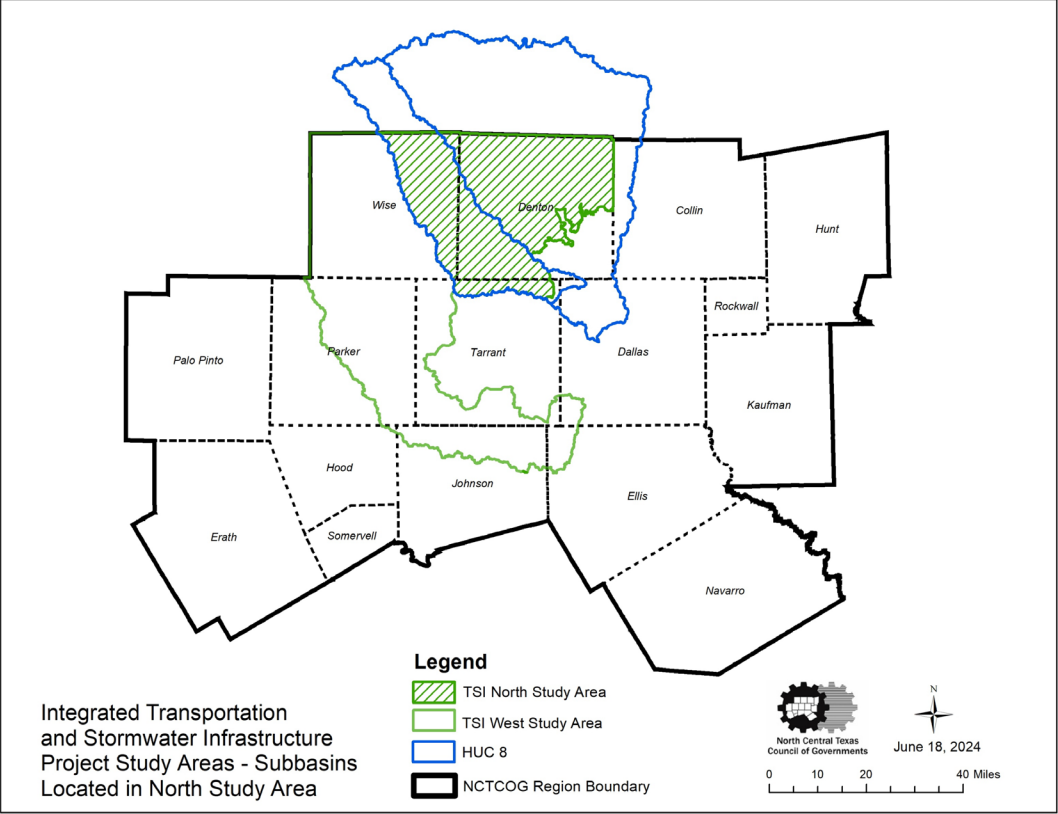 Wise
Denton
Collin
Hunt
Rockwall
Palo Pinto
Parker
Tarrant
Dallas
Kaufman
Hood
Johnson
Ellis
Erath
Somervell
Navarro
Legend
TSI North Study Area
TSI West Study Area
HUC 8
NCTCOG Region Boundary
Integrated Transportation
and Stormwater Infrastructure
Project Study Areas - Subbasins
Located in North Study Area
North Central Texas
Council of Governments
N
June 18, 2024
0 10 20 40 Miles